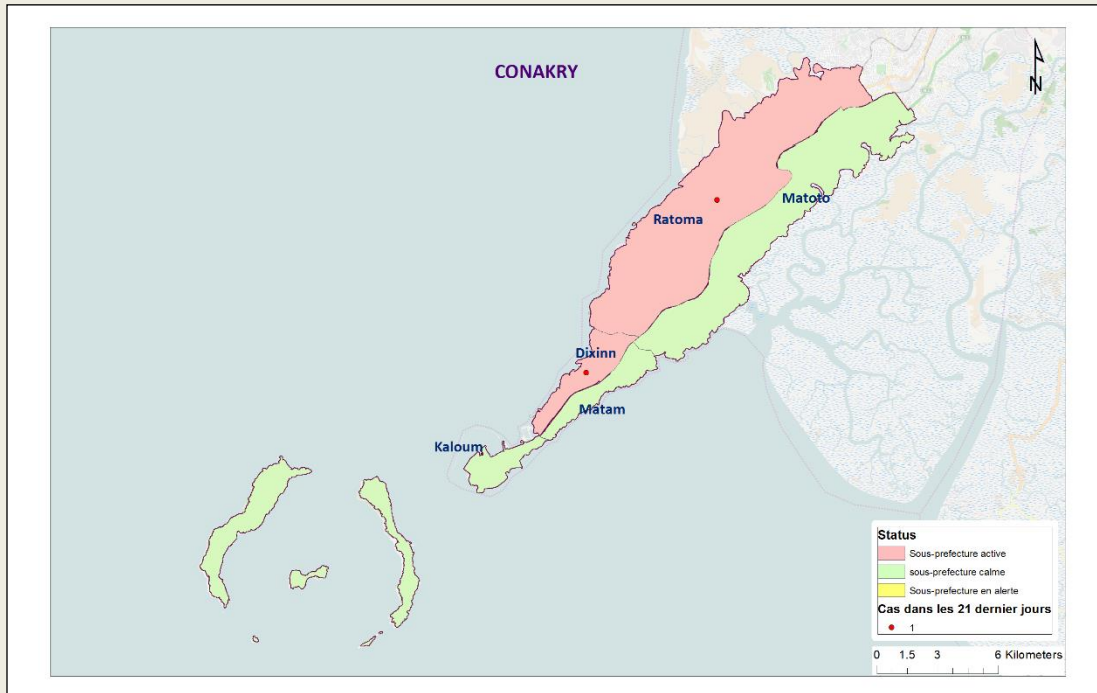 CONAKRY
N
Ratoma
Matoto
Dixinn
Matam
Kaloum
Status
Sous-prefecture active
sous-prefecture calme
Sous-prefecture en alerte
Cas dans les 21 dernier jours
1
0 1.5 3 6 Kilometers